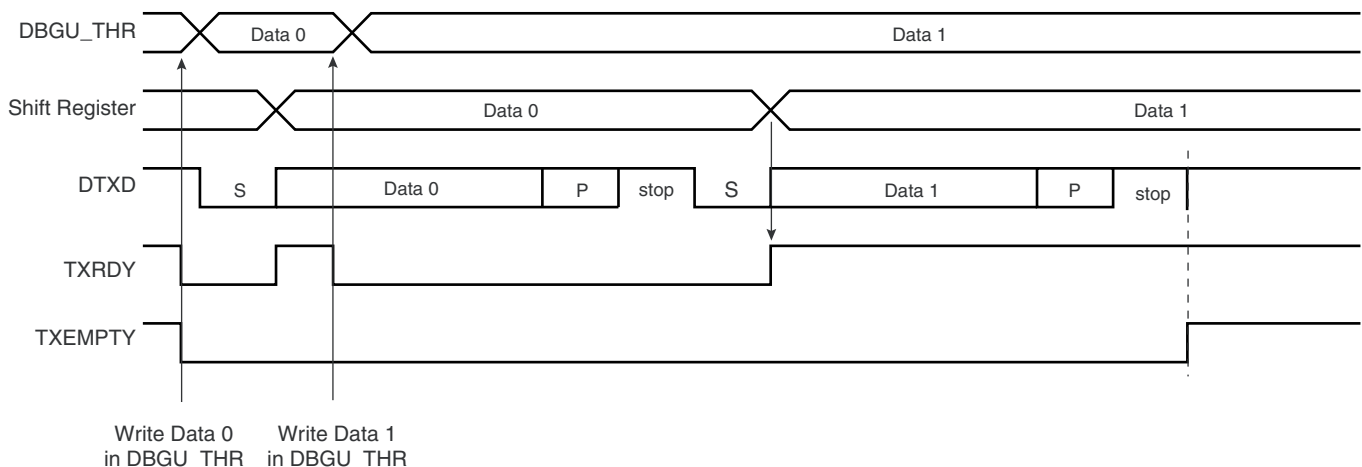 DBGU_THR
Data 0
Data 1
Shift Register
Data 0
Data 1
DTXD
S
Data 0
P
stop
S
Data 1
P
stop
TXRDY
TXEMPTY
Write Data 0
in DBGU_THR
Write Data 1
in DBGU_THR